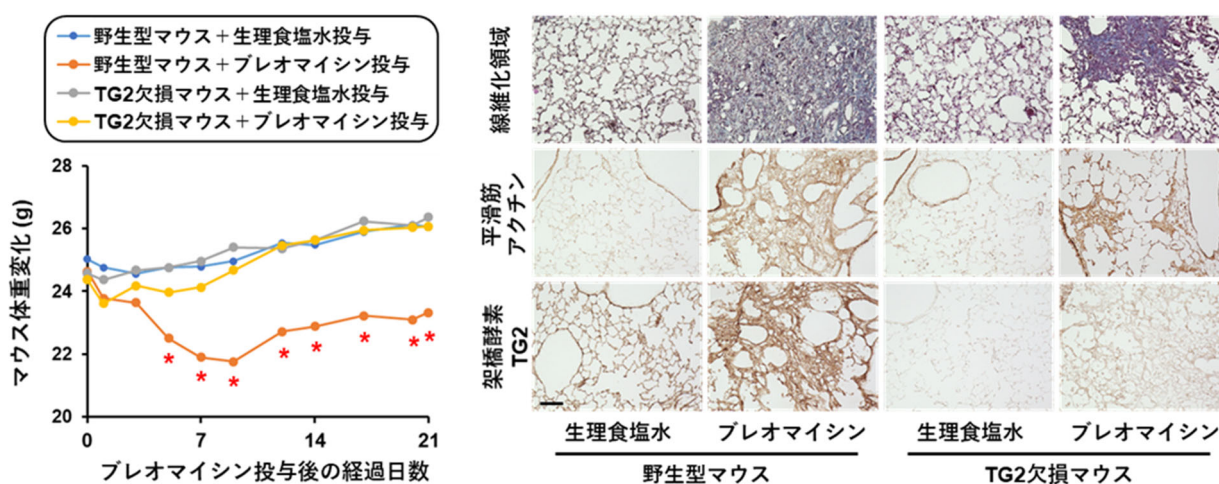 野生型マウス＋生理食塩水投与
野生型マウス＋ブレオマイシン投与
TG2欠損マウス＋生理食塩水投与
TG2欠損マウス＋ブレオマイシン投与
マウス体重変化 (g)
28
26
24
22
20
* * * * * * *
0 7 14 21
ブレオマイシン投与後の経過日数
線維化領域
平滑筋
アクチン
架橋酵素
TG2
生理食塩水 ブレオマイシン 生理食塩水 ブレオマイシン
野生型マウス TG2欠損マウス